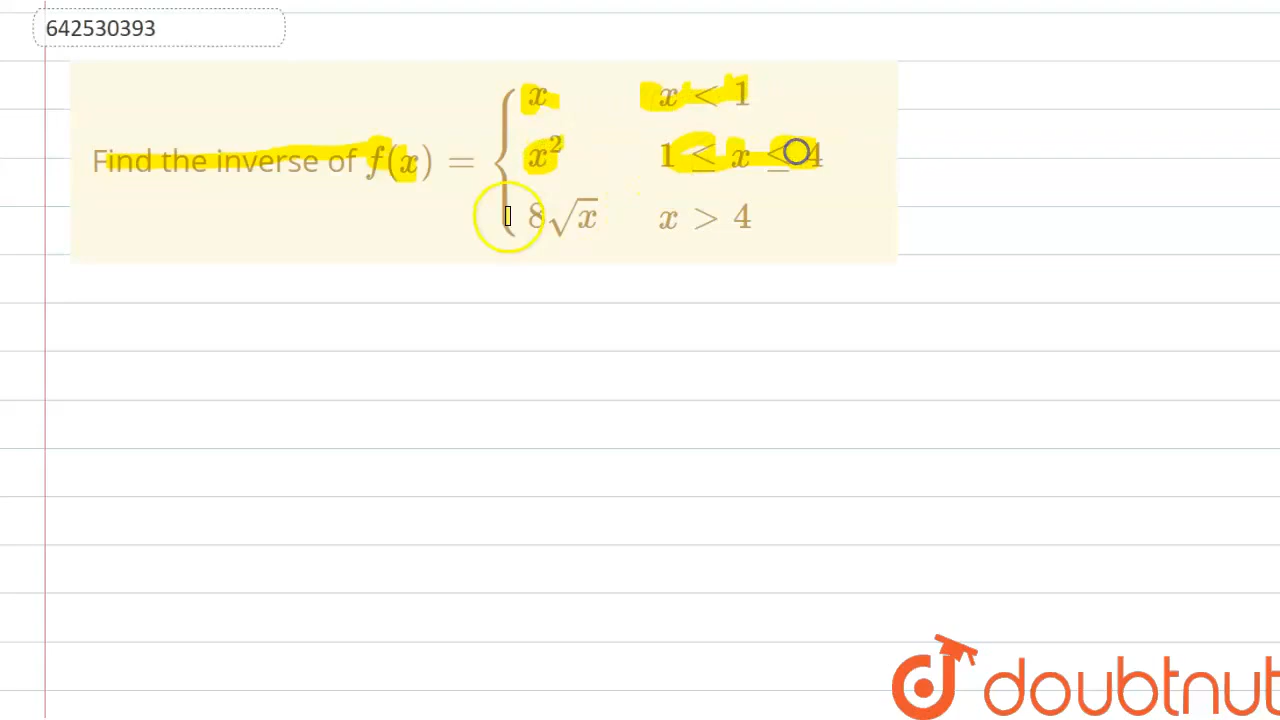 642530393
x x < 1
Find the inverse of f(x) = { x² 1 ≤ x ≤ 4
8√x x > 4
doubtnut